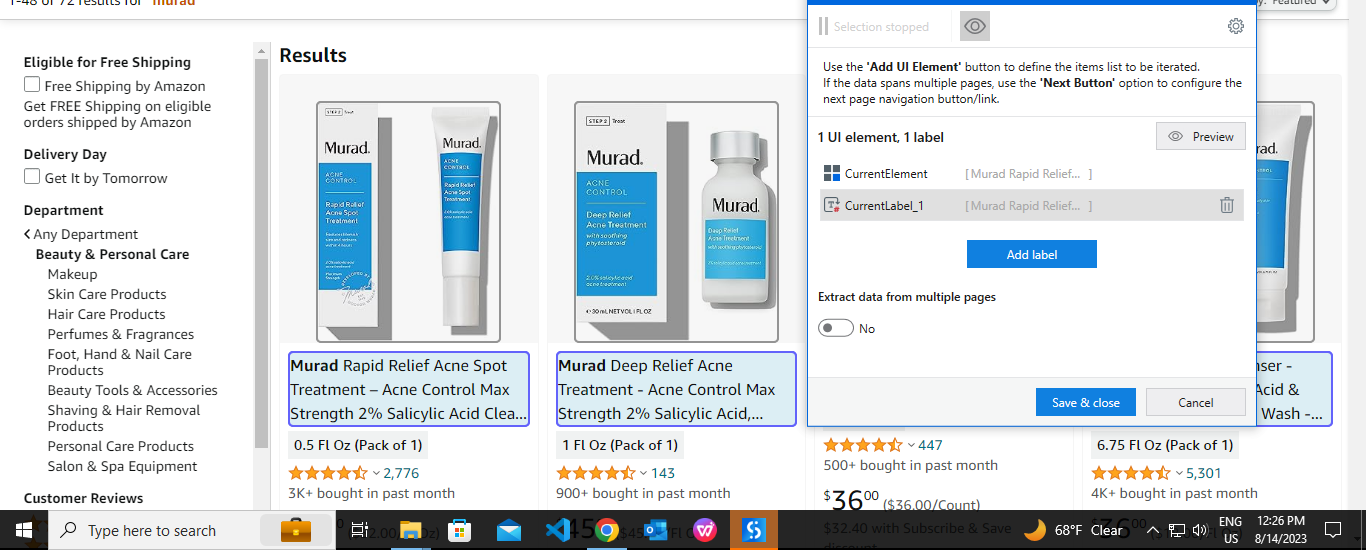 1-48 of 72 results for "murad"
by: Featured
Eligible for Free Shipping
Free Shipping by Amazon
Get FREE Shipping on eligible
orders shipped by Amazon
Delivery Day
Get It by Tomorrow
Department
Any Department
Beauty & Personal Care
Makeup
Skin Care Products
Hair Care Products
Perfumes & Fragrances
Foot, Hand & Nail Care
Products
Beauty Tools & Accessories
Shaving & Hair Removal
Products
Personal Care Products
Salon & Spa Equipment
Customer Reviews
Results
STEP 2 Treat
Murad.
ACNE
CONTROL
Rapid Relief
Acne Spot
Treatment
Murad.
ACNE
CONTROL
Rapid Relief
Acne Spot
Treatment
Murad Rapid Relief Acne Spot
Treatment – Acne Control Max
Strength 2% Salicylic Acid Clea...
0.5 Fl Oz (Pack of 1)
2,776
3K+ bought in past month
STEP 2 Treat
Murad.
ACNE
CONTROL
Deep Relief
Acne Treatment
with soothing
phytosteroid
2.0% salicylic acid
acne treatment
30 mL NET VOL 1 FL OZ
Murad.
Deep Relief
Acne Treatment
Murad Deep Relief Acne
Treatment - Acne Control Max
Strength 2% Salicylic Acid,...
1 Fl Oz (Pack of 1)
143
900+ bought in past month
Selection stopped
Use the 'Add UI Element' button to define the items list to be iterated.
If the data spans multiple pages, use the 'Next Button' option to configure the
next page navigation button/link.
1 UI element, 1 label
Preview
CurrentElement [ Murad Rapid Relief... ]
CurrentLabel_1 [ Murad Rapid Relief... ]
Add label
Extract data from multiple pages
No
Save & close
Cancel
447
500+ bought in past month
$36 00 ($36.00/Count)
$32.40 with Subscribe & Save
nser -
Acid &
Wash -...
6.75 Fl Oz (Pack of 1)
5,301
4K+ bought in past month
Type here to search
68°F Clear
ENG
US
12:26 PM
8/14/2023